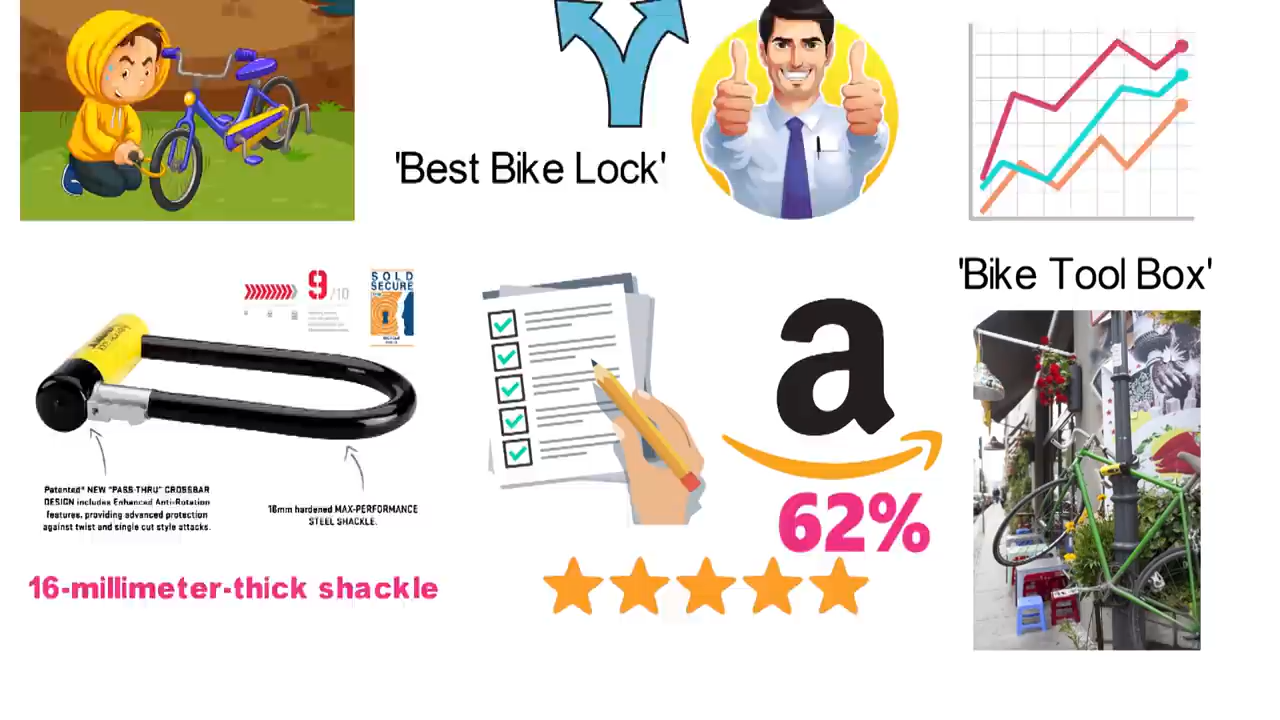 'Best Bike Lock'
'Bike Tool Box'
9/10
SOLD
SECURE
Patented* NEW "PASS-THRU" CROSSBAR
DESIGN includes Enhanced Anti-Rotation
features, providing advanced protection
against twist and single cut style attacks.
16mm hardened MAX-PERFORMANCE
STEEL SHACKLE.
16-millimeter-thick shackle
a
62%